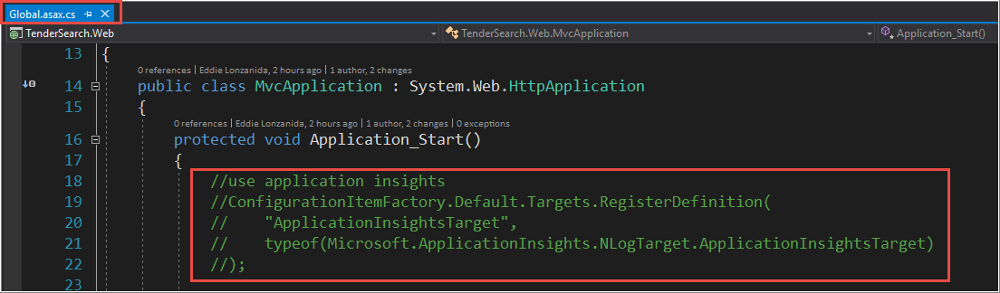 Global.asax.cs
TenderSearch.Web
TenderSearch.Web.MvcApplication
Application_Start()
13 {
0 references | Eddie Lonzanida, 2 hours ago | 1 author, 2 changes
14 public class MvcApplication : System.Web.HttpApplication
15 {
0 references | Eddie Lonzanida, 2 hours ago | 1 author, 2 changes | 0 exceptions
16 protected void Application_Start()
17 {
18 //use application insights
19 //ConfigurationItemFactory.Default.Targets.RegisterDefinition(
20 //    "ApplicationInsightsTarget",
21 //    typeof(Microsoft.ApplicationInsights.NLogTarget.ApplicationInsightsTarget)
22 //);
23